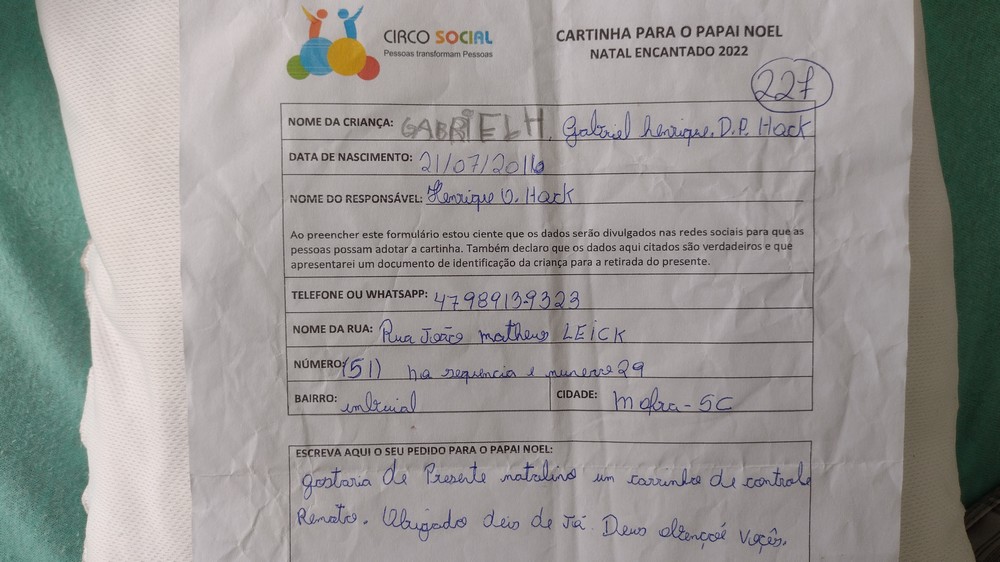 CIRCO SOCIAL
Pessoas transformam Pessoas
CARTINHA PARA O PAPAI NOEL
NATAL ENCANTADO 2022
227
NOME DA CRIANÇA: GABRIEL H, Gabriel henrique. D.P. Hack
DATA DE NASCIMENTO: 21/07/2016
NOME DO RESPONSÁVEL: Henrique O. Hack
Ao preencher este formulário estou ciente que os dados serão divulgados nas redes sociais para que as
pessoas possam adotar a cartinha. Também declaro que os dados aqui citados são verdadeiros e que
apresentarei um documento de identificação da criança para a retirada do presente.
TELEFONE OU WHATSAPP: 47989139323
NOME DA RUA: Rua João matheus LEICK
NÚMERO: (51) na sequencia e numero 29
BAIRRO: imbuial
CIDADE: Mafra-SC
ESCREVA AQUI O SEU PEDIDO PARA O PAPAI NOEL:
gostaria de Presente natalino um carrinho de controle
Remoto. Obrigado deis de Já. Deus abençoé voçês.